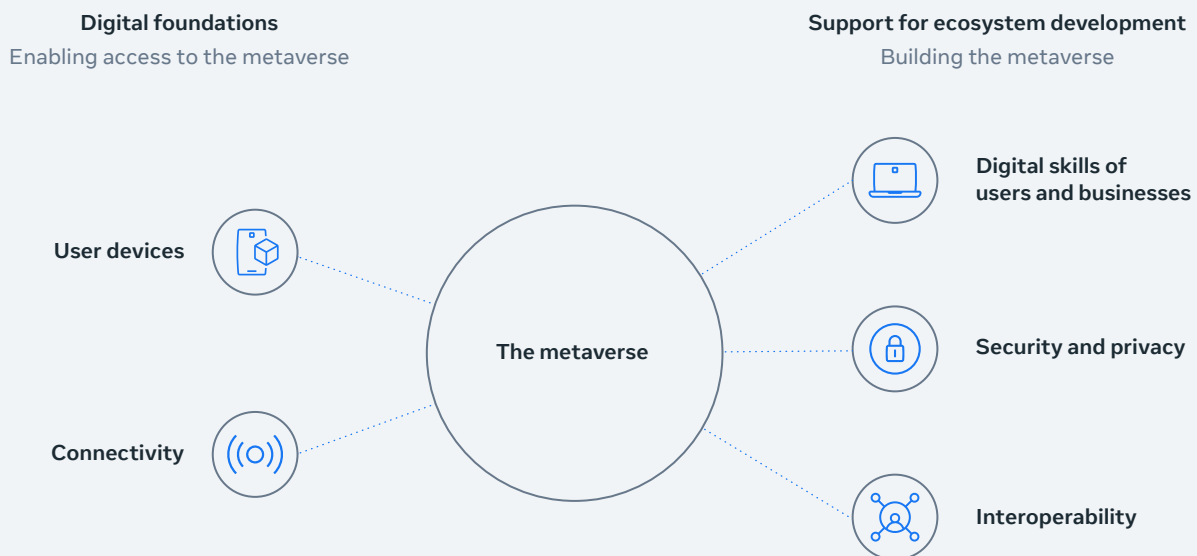 Digital foundations
Enabling access to the metaverse
Support for ecosystem development
Building the metaverse
User devices
Connectivity
The metaverse
Digital skills of
users and businesses
Security and privacy
Interoperability